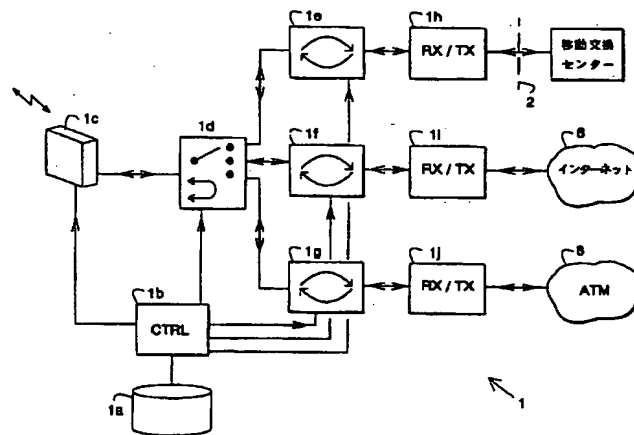 1e
1h
RX / TX
移動交換
センター
2
1c
1d
1f
1i
RX / TX
6
インターネット
1g
1j
RX / TX
8
ATM
1b
CTRL
1a
1